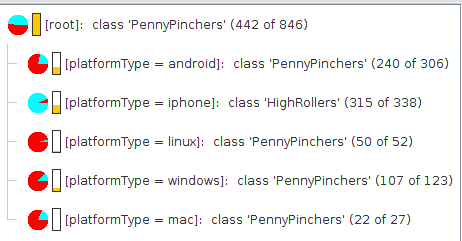 [root]: class 'PennyPinchers' (442 of 846)
[platformType = android]: class 'PennyPinchers' (240 of 306)
[platformType = iphone]: class 'HighRollers' (315 of 338)
[platformType = linux]: class 'PennyPinchers' (50 of 52)
[platformType = windows]: class 'PennyPinchers' (107 of 123)
[platformType = mac]: class 'PennyPinchers' (22 of 27)